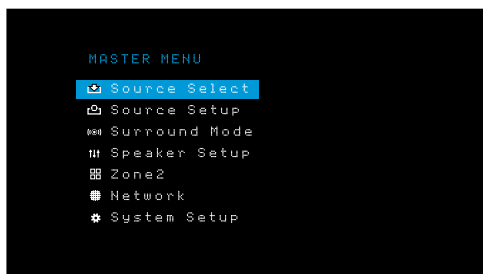 MASTER MENU
Source Select
Source Setup
Surround Mode
Speaker Setup
Zone2
Network
System Setup